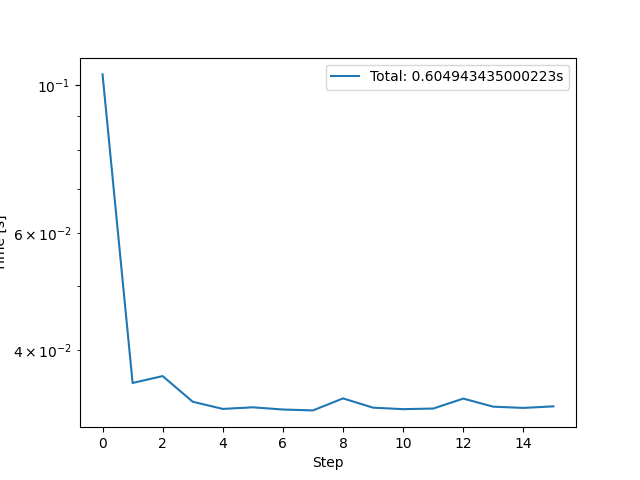 Total: 0.604943435000223s
10⁻¹
6 × 10⁻²
4 × 10⁻²
Time [s]
0 2 4 6 8 10 12 14
Step